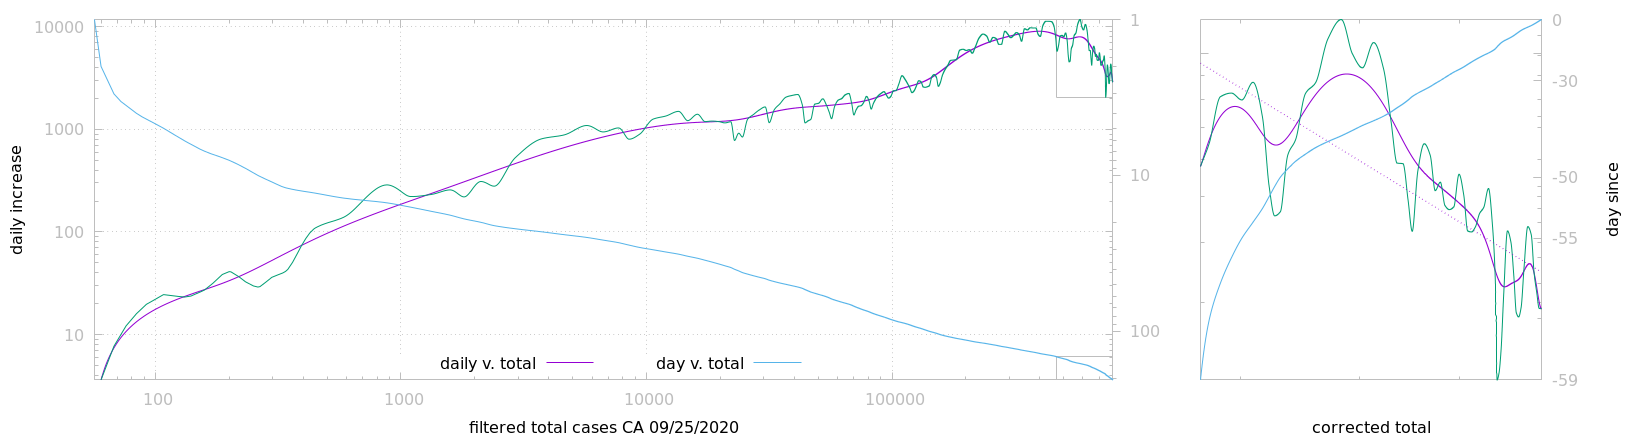 10000
1000
100
10
daily increase
100
1000
10000
100000
filtered total cases CA 09/25/2020
daily v. total
day v. total
1
10
100
0
-30
-50
-55
-59
day since
corrected total